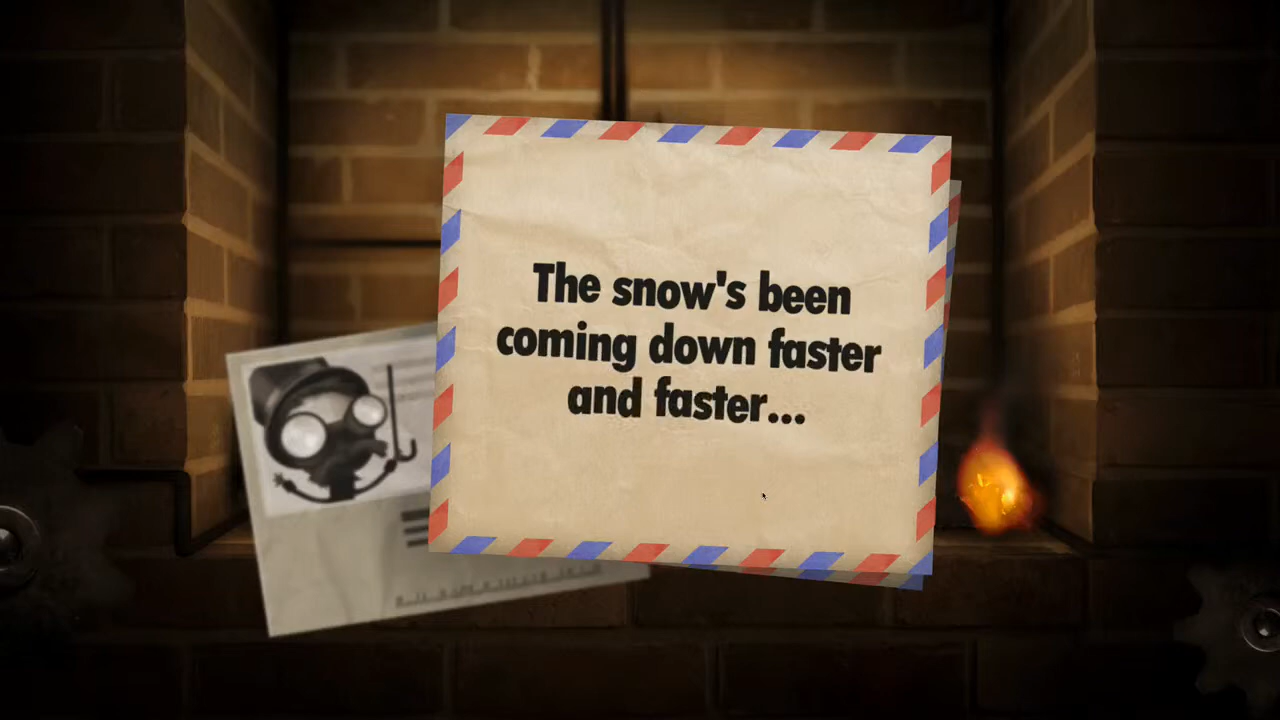 The snow's been
coming down faster
and faster...